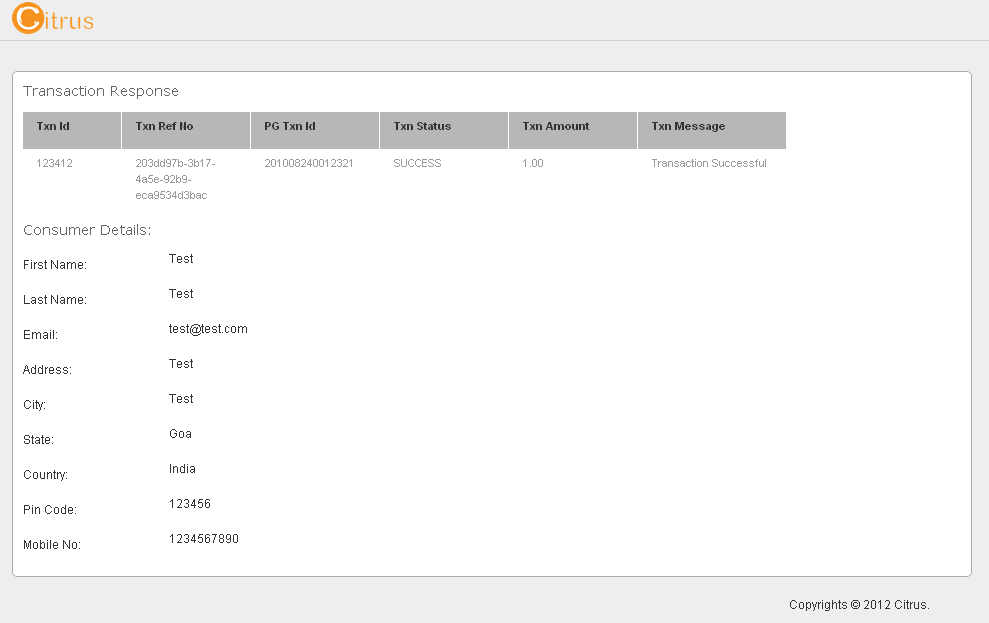 Citrus
Transaction Response
Txn Id Txn Ref No PG Txn Id Txn Status Txn Amount Txn Message
123412 203dd97b-3b17- 201008240012321 SUCCESS 1.00 Transaction Successful
4a5e-92b9-
eca9534d3bac
Consumer Details:
First Name: Test
Last Name: Test
Email: test@test.com
Address: Test
City: Test
State: Goa
Country: India
Pin Code: 123456
Mobile No: 1234567890
Copyrights © 2012 Citrus.